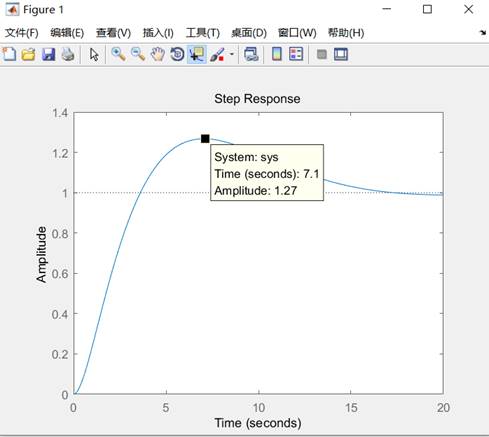 Figure 1
文件(F) 编辑(E) 查看(V) 插入(I) 工具(T) 桌面(D) 窗口(W) 帮助(H)
Step Response
1.4
1.2
1
0.8
0.6
0.4
0.2
0
System: sys
Time (seconds): 7.1
Amplitude: 1.27
Amplitude
0 5 10 15 20
Time (seconds)